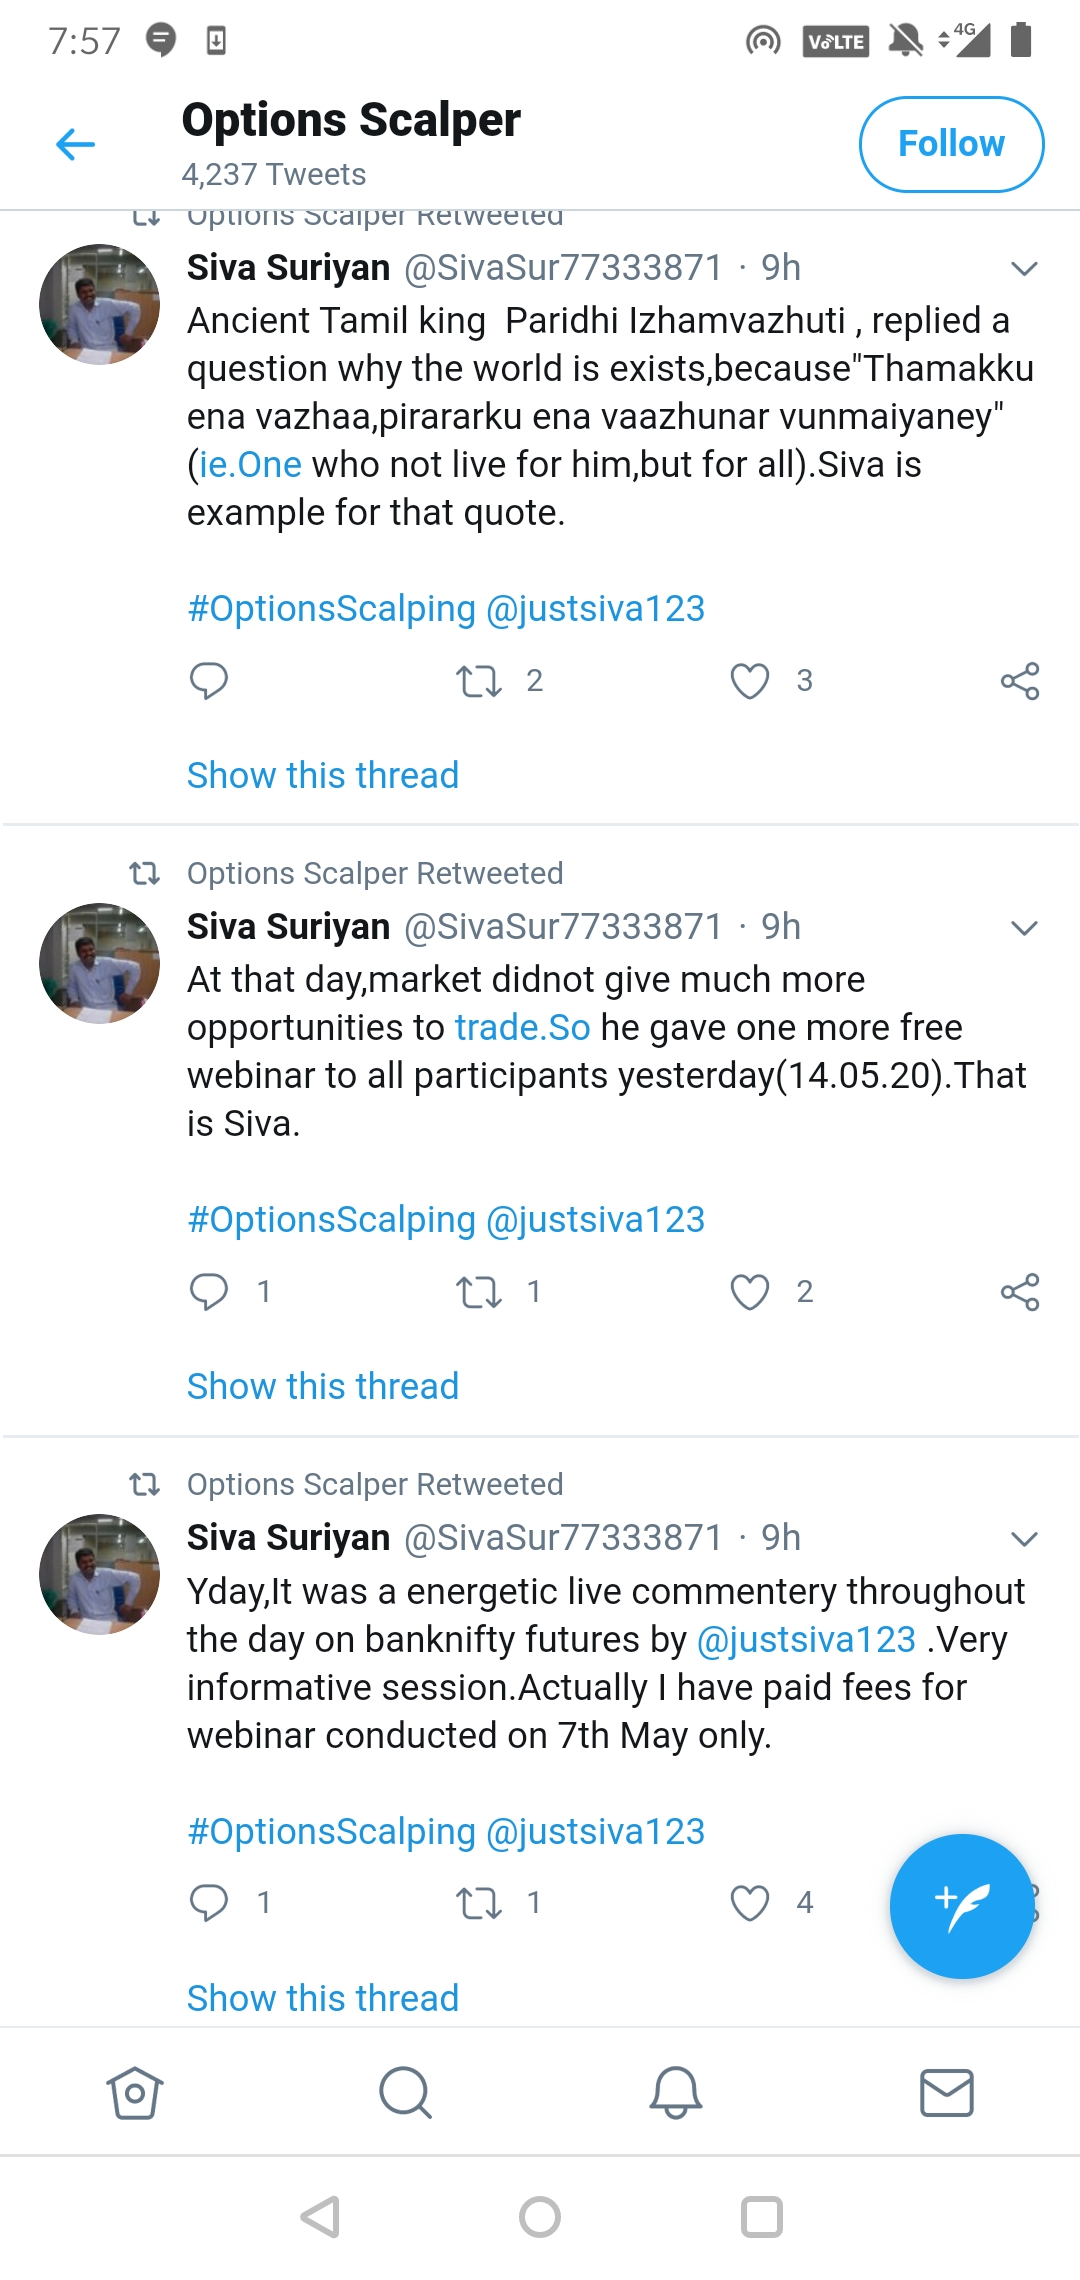 7:57
VoLTE
4G
Options Scalper
4,237 Tweets
Follow
Options Scalper Retweeted
Siva Suriyan @SivaSur77333871 · 9h
Ancient Tamil king  Paridhi Izhamvazhuti , replied a
question why the world is exists,because"Thamakku
ena vazhaa,pirararku ena vaazhunar vunmaiyaney"
(ie.One who not live for him,but for all).Siva is
example for that quote.
#OptionsScalping @justsiva123
2 3
Show this thread
Options Scalper Retweeted
Siva Suriyan @SivaSur77333871 · 9h
At that day,market didnot give much more
opportunities to trade.So he gave one more free
webinar to all participants yesterday(14.05.20).That
is Siva.
#OptionsScalping @justsiva123
1 1 2
Show this thread
Options Scalper Retweeted
Siva Suriyan @SivaSur77333871 · 9h
Yday,It was a energetic live commentery throughout
the day on banknifty futures by @justsiva123 .Very
informative session.Actually I have paid fees for
webinar conducted on 7th May only.
#OptionsScalping @justsiva123
1 1 4
Show this thread